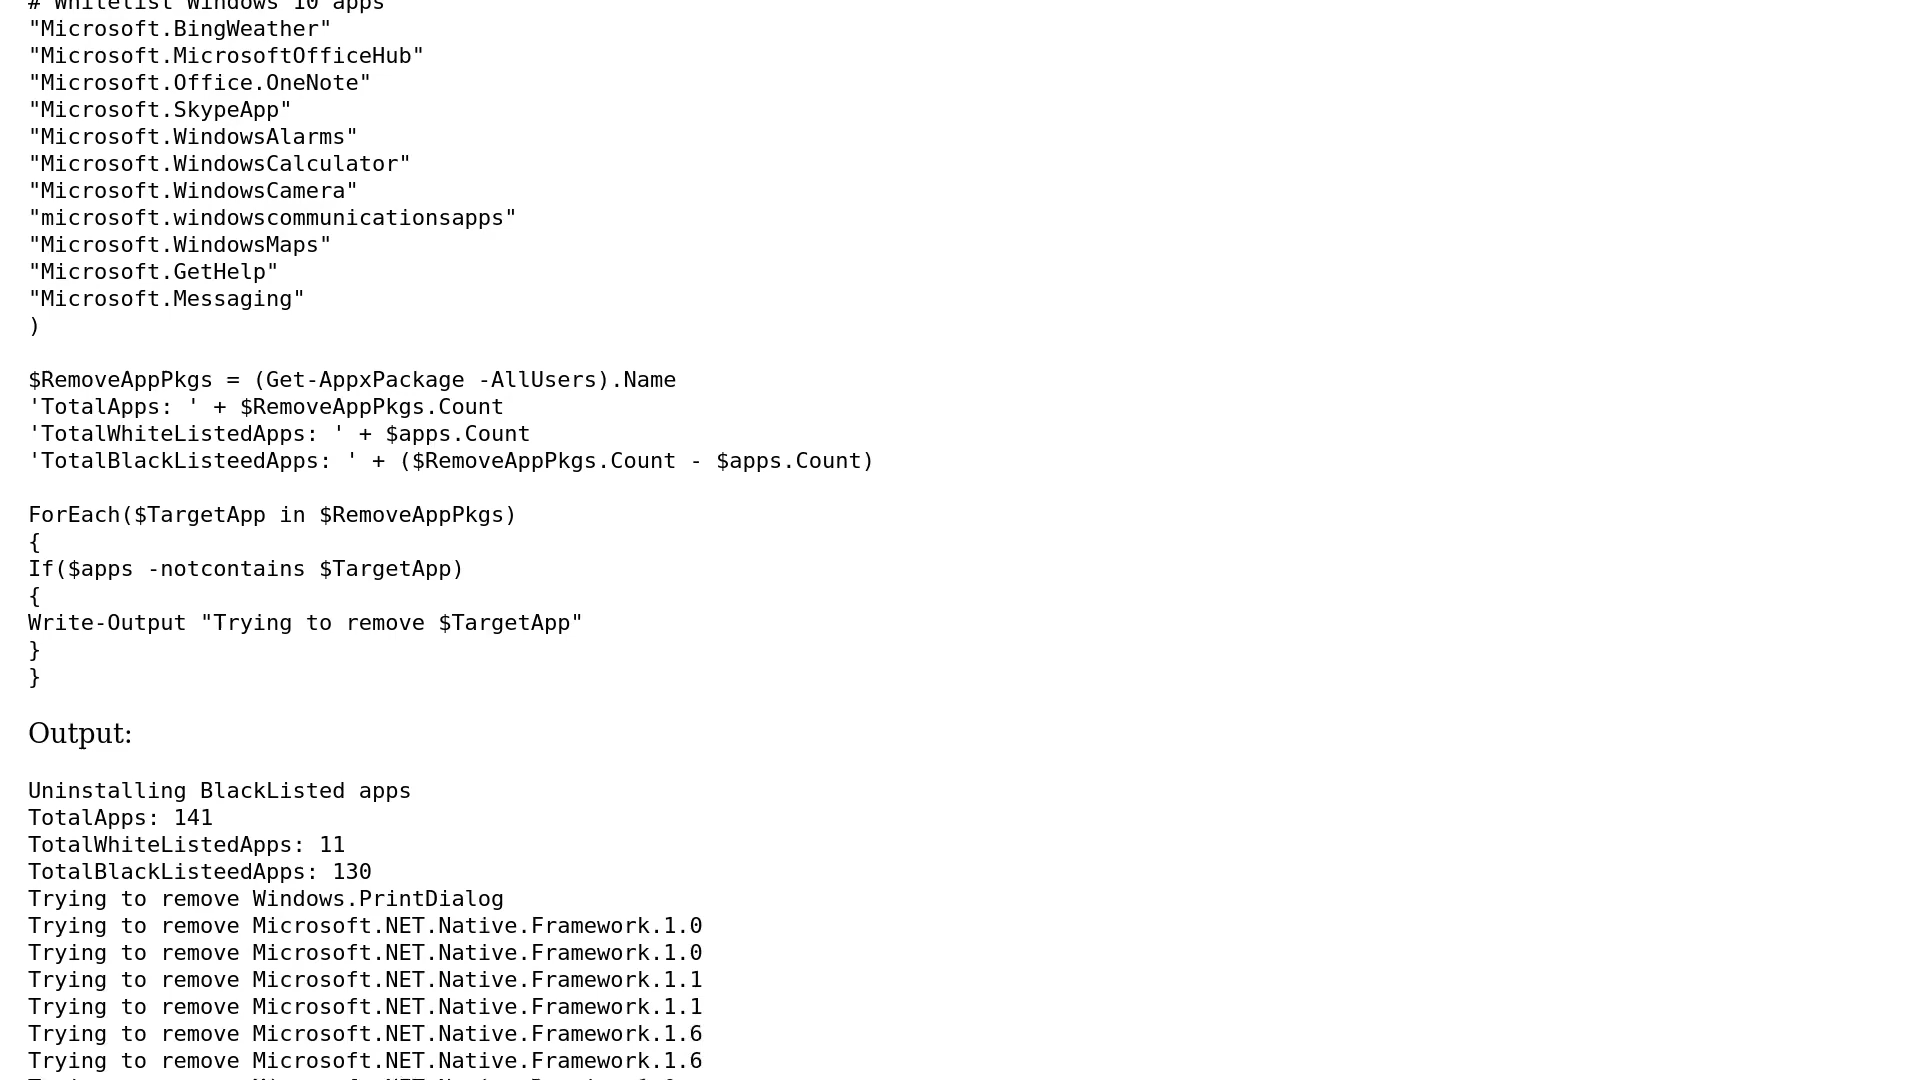 # Whitelist Windows 10 apps
"Microsoft.BingWeather"
"Microsoft.MicrosoftOfficeHub"
"Microsoft.Office.OneNote"
"Microsoft.SkypeApp"
"Microsoft.WindowsAlarms"
"Microsoft.WindowsCalculator"
"Microsoft.WindowsCamera"
"microsoft.windowscommunicationsapps"
"Microsoft.WindowsMaps"
"Microsoft.GetHelp"
"Microsoft.Messaging"
)
$RemoveAppPkgs = (Get-AppxPackage -AllUsers).Name
'TotalApps: ' + $RemoveAppPkgs.Count
'TotalWhiteListedApps: ' + $apps.Count
'TotalBlackListeedApps: ' + ($RemoveAppPkgs.Count - $apps.Count)
ForEach($TargetApp in $RemoveAppPkgs)
{
If($apps -notcontains $TargetApp)
{
Write-Output "Trying to remove $TargetApp"
}
}
Output:
Uninstalling BlackListed apps
TotalApps: 141
TotalWhiteListedApps: 11
TotalBlackListeedApps: 130
Trying to remove Windows.PrintDialog
Trying to remove Microsoft.NET.Native.Framework.1.0
Trying to remove Microsoft.NET.Native.Framework.1.0
Trying to remove Microsoft.NET.Native.Framework.1.1
Trying to remove Microsoft.NET.Native.Framework.1.1
Trying to remove Microsoft.NET.Native.Framework.1.6
Trying to remove Microsoft.NET.Native.Framework.1.6